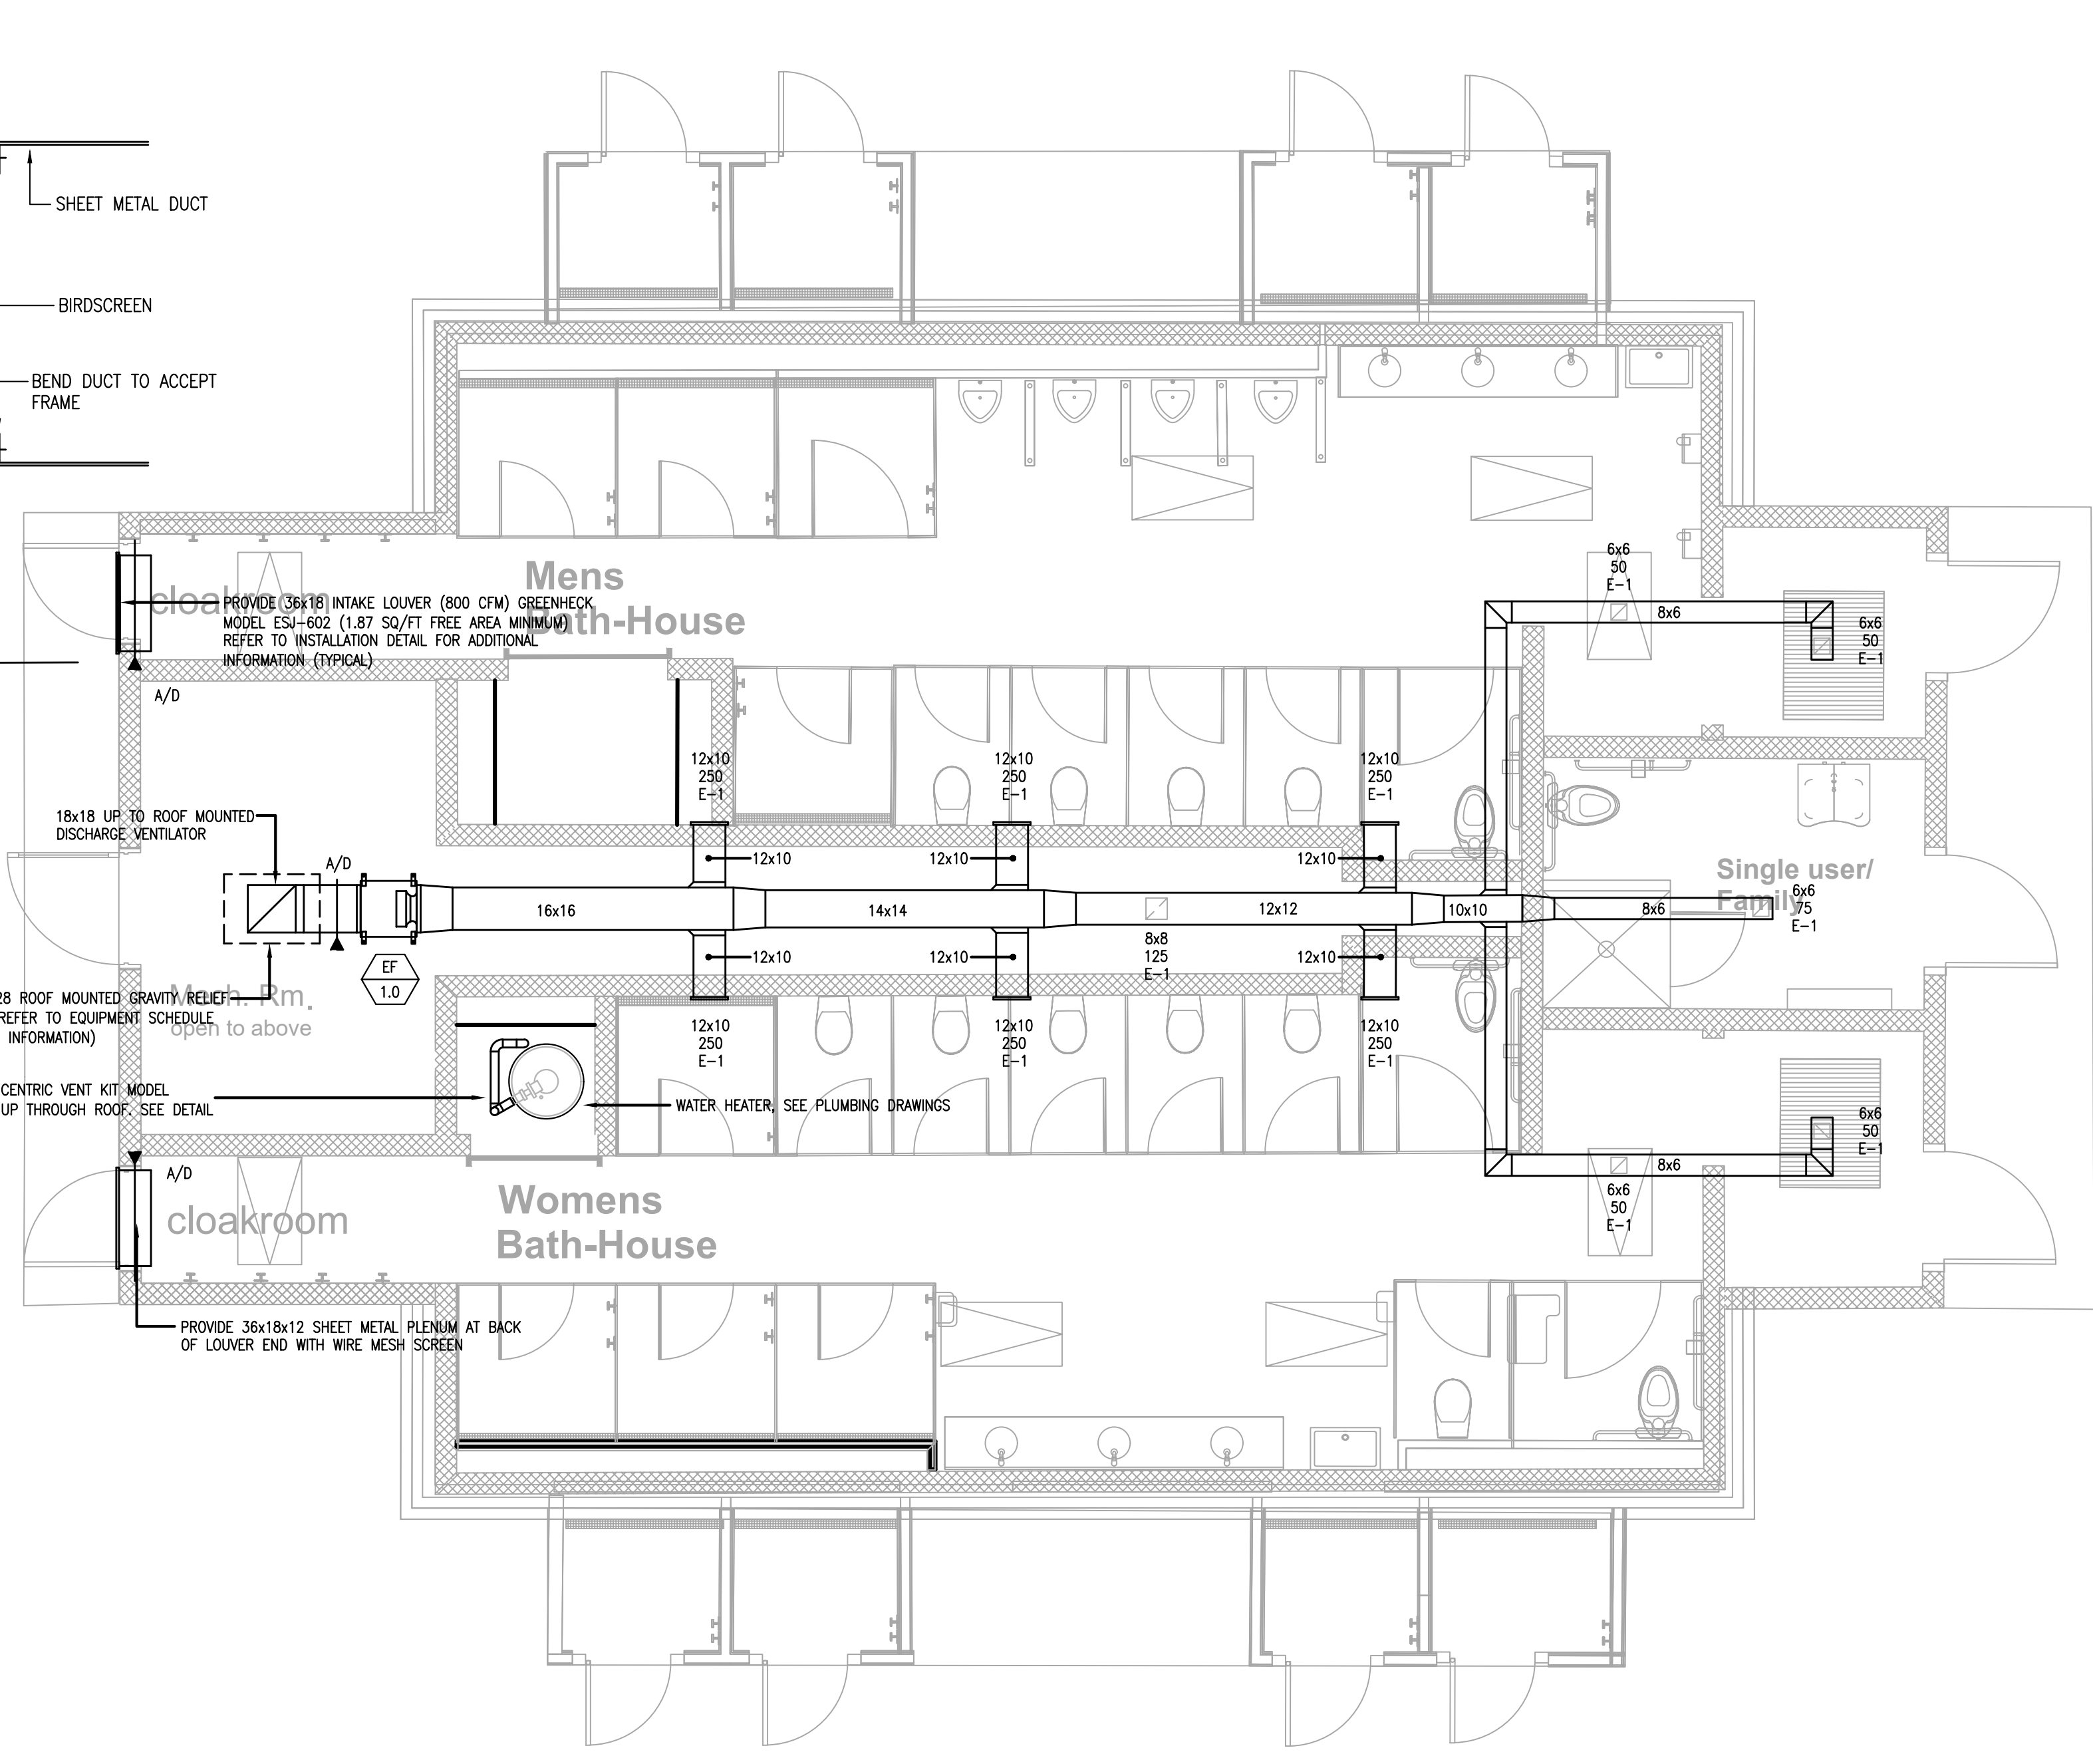 SHEET METAL DUCT
BIRDSCREEN
BEND DUCT TO ACCEPT
FRAME
cloakroom
Mens
Bath-House
PROVIDE 36x18 INTAKE LOUVER (800 CFM) GREENHECK
MODEL ESJ-602 (1.87 SQ/FT FREE AREA MINIMUM)
REFER TO INSTALLATION DETAIL FOR ADDITIONAL
INFORMATION (TYPICAL)
A/D
6x6
50
E-1
8x6
6x6
50
E-1
12x10
250
E-1
12x10
250
E-1
12x10
250
E-1
18x18 UP TO ROOF MOUNTED
DISCHARGE VENTILATOR
A/D
12x10
12x10
12x10
Single user/
Family
6x6
75
E-1
16x16
14x14
12x12
10x10
8x6
8x8
125
E-1
12x10
12x10
12x10
EF
1.0
Mech. Rm.
open to above
28 ROOF MOUNTED GRAVITY RELIEF
REFER TO EQUIPMENT SCHEDULE
INFORMATION)
12x10
250
E-1
12x10
250
E-1
12x10
250
E-1
CENTRIC VENT KIT MODEL
UP THROUGH ROOF. SEE DETAIL
WATER HEATER, SEE PLUMBING DRAWINGS
6x6
50
E-1
A/D
8x6
6x6
50
E-1
cloakroom
Womens
Bath-House
PROVIDE 36x18x12 SHEET METAL PLENUM AT BACK
OF LOUVER END WITH WIRE MESH SCREEN